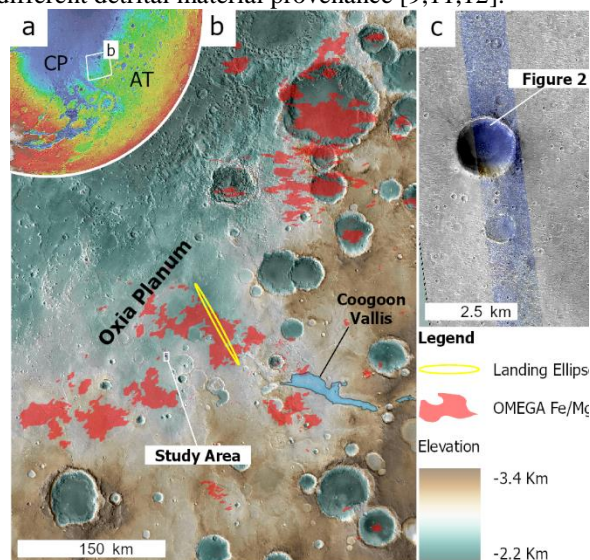 different detrital material provenance [9,11,12].
a
b
c
b
CP
AT
Figure 2
Oxia Planum
Coogoon
Vallis
Study Area
150 km
2.5 km
Legend
Landing Ellipse
OMEGA Fe/Mg
Elevation
-3.4 Km
-2.2 Km